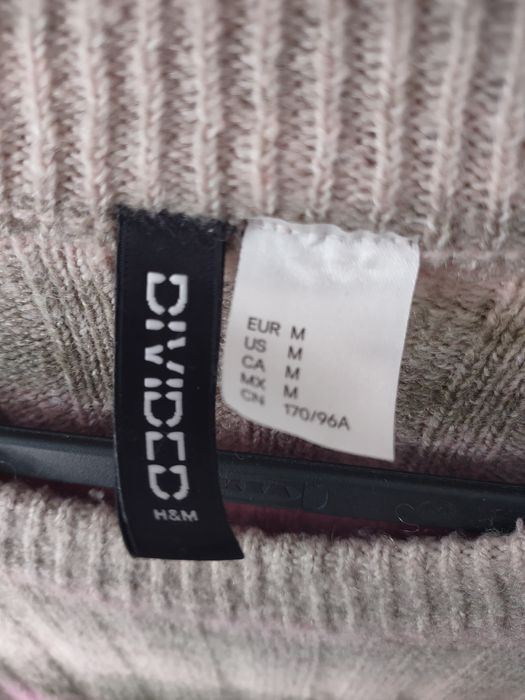 DIVIDED
H&M
EUR M
US M
CA M
MX M
CN 170/96A